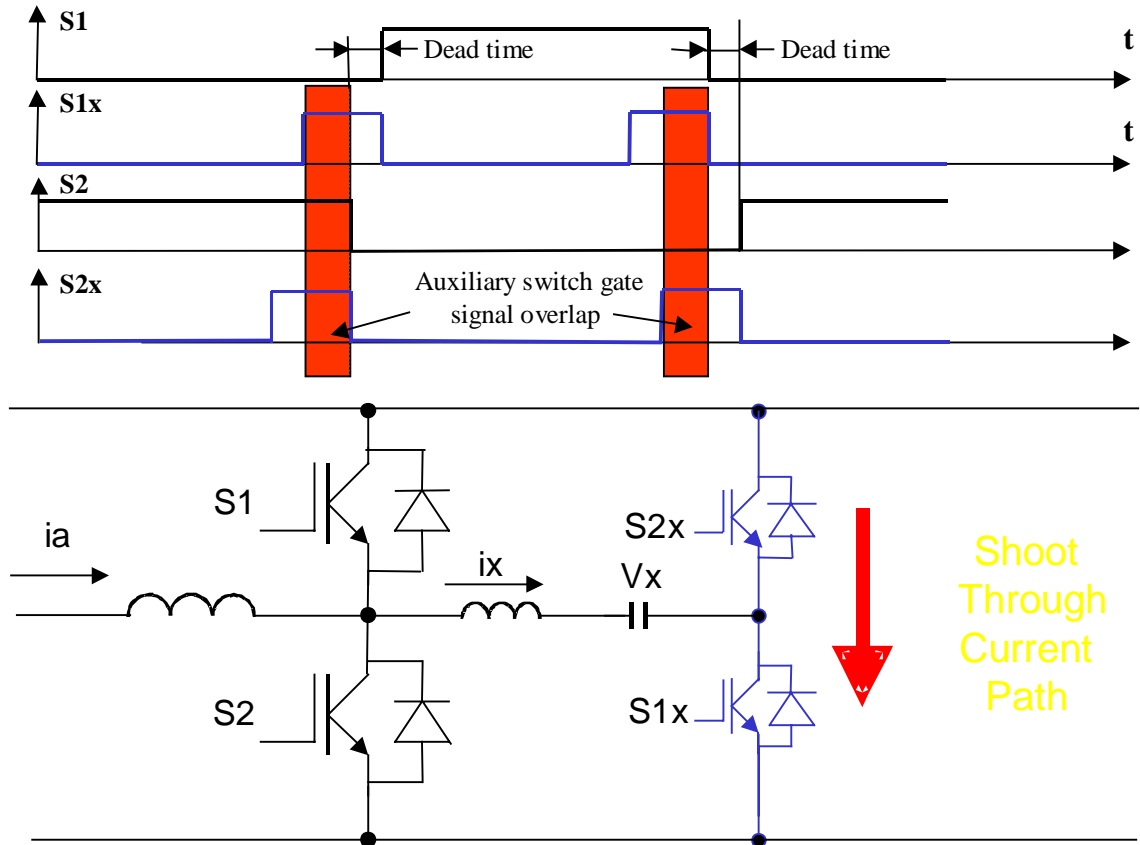 S1
Dead time
Dead time
t
S1x
t
S2
S2x
Auxiliary switch gate
signal overlap
S1
S2x
ia
ix
Vx
Shoot
Through
Current
Path
S2
S1x